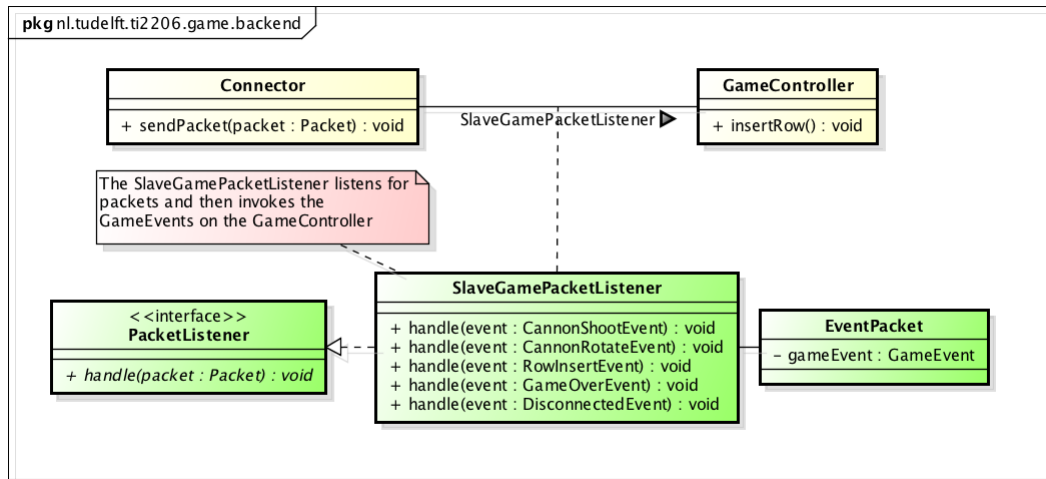 pkg nl.tudelft.ti2206.game.backend
Connector
+ sendPacket(packet : Packet) : void
GameController
+ insertRow() : void
SlaveGamePacketListener
The SlaveGamePacketListener listens for
packets and then invokes the
GameEvents on the GameController
SlaveGamePacketListener
+ handle(event : CannonShootEvent) : void
+ handle(event : CannonRotateEvent) : void
+ handle(event : RowInsertEvent) : void
+ handle(event : GameOverEvent) : void
+ handle(event : DisconnectedEvent) : void
<<interface>>
PacketListener
+ handle(packet : Packet) : void
EventPacket
- gameEvent : GameEvent